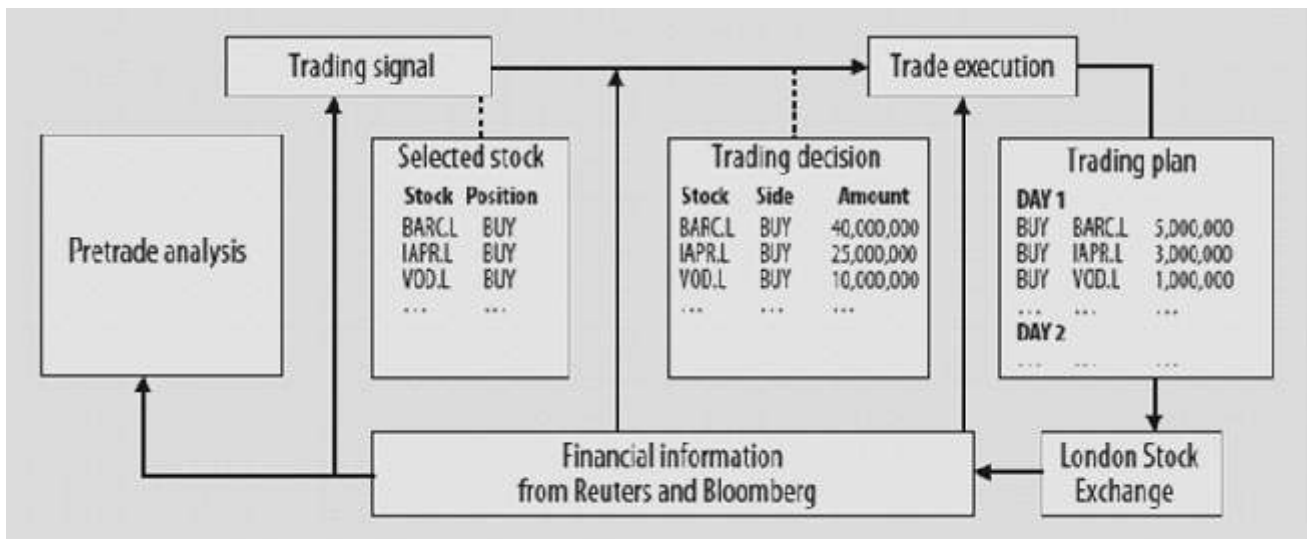 Trading signal
Trade execution
Pretrade analysis
Selected stock
Stock Position
BARC.L BUY
IAPR.L BUY
VOD.L BUY
... ...
Trading decision
Stock Side Amount
BARC.L BUY 40,000,000
IAPR.L BUY 25,000,000
VOD.L BUY 10,000,000
... ... ...
Trading plan
DAY 1
BUY BARC.L 5,000,000
BUY IAPR.L 3,000,000
BUY VOD.L 1,000,000
... ... ...
DAY 2
... ... ...
Financial information
from Reuters and Bloomberg
London Stock
Exchange